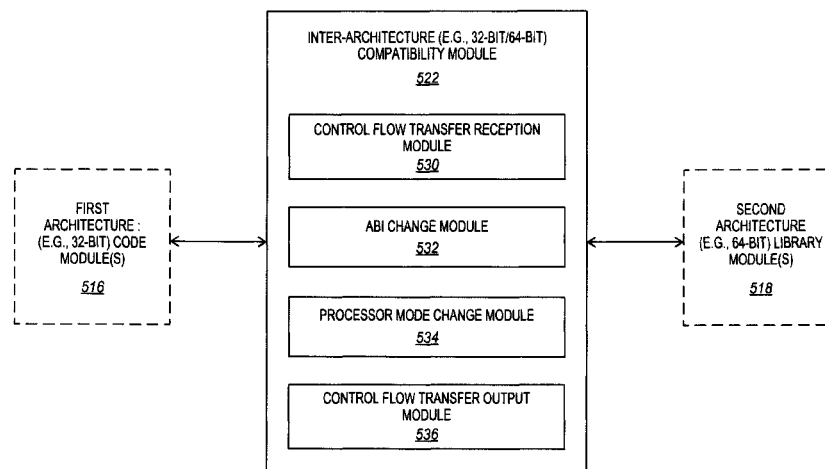 INTER-ARCHITECTURE (E.G., 32-BIT/64-BIT)
COMPATIBILITY MODULE
522
CONTROL FLOW TRANSFER RECEPTION
MODULE
530
FIRST
ARCHITECTURE :
(E.G., 32-BIT) CODE
MODULE(S)
516
ABI CHANGE MODULE
532
SECOND
ARCHITECTURE
(E.G., 64-BIT) LIBRARY
MODULE(S)
518
PROCESSOR MODE CHANGE MODULE
534
CONTROL FLOW TRANSFER OUTPUT
MODULE
536